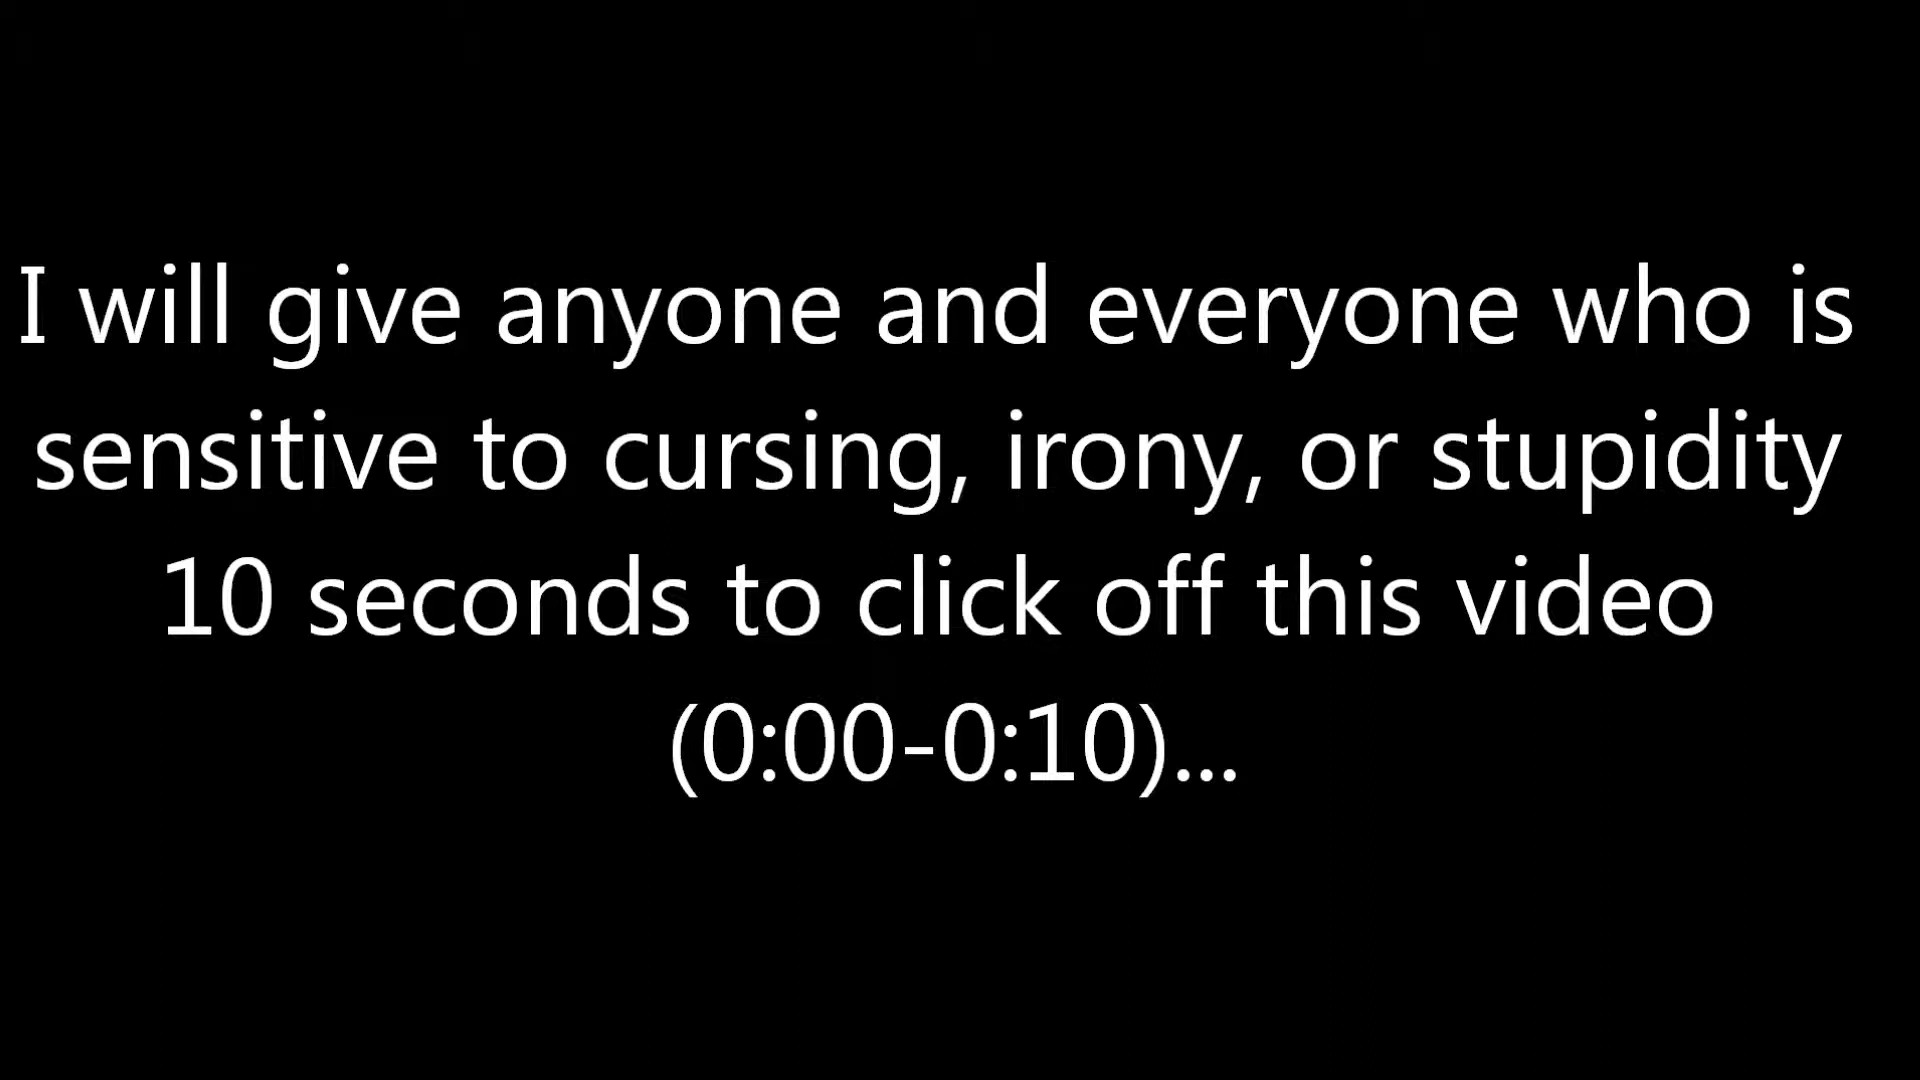 I will give anyone and everyone who is
sensitive to cursing, irony, or stupidity
10 seconds to click off this video
(0:00-0:10)...